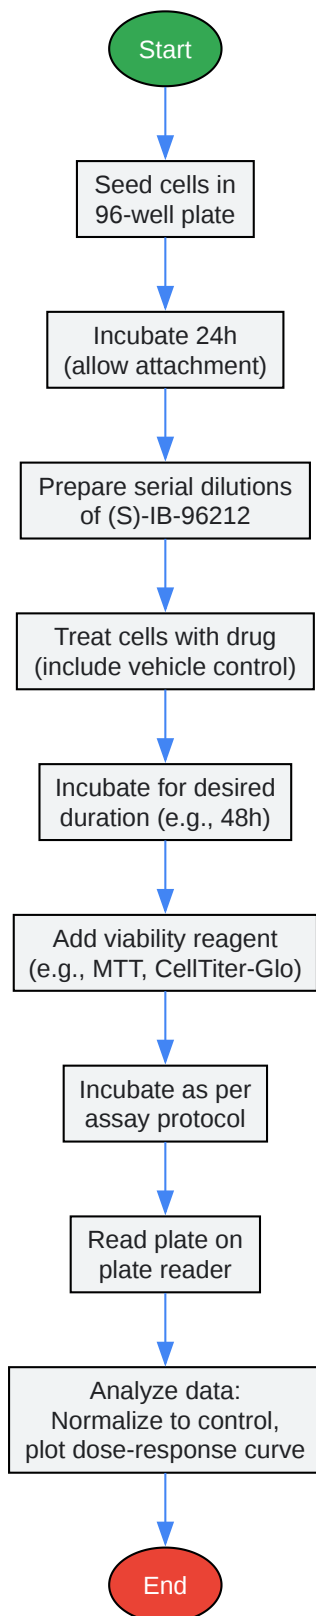 Start
Seed cells in
96-well plate
Incubate 24h
(allow attachment)
Prepare serial dilutions
of (S)-IB-96212
Treat cells with drug
(include vehicle control)
Incubate for desired
duration (e.g., 48h)
Add viability reagent
(e.g., MTT, CellTiter-Glo)
Incubate as per
assay protocol
Read plate on
plate reader
Analyze data:
Normalize to control,
plot dose-response curve
End